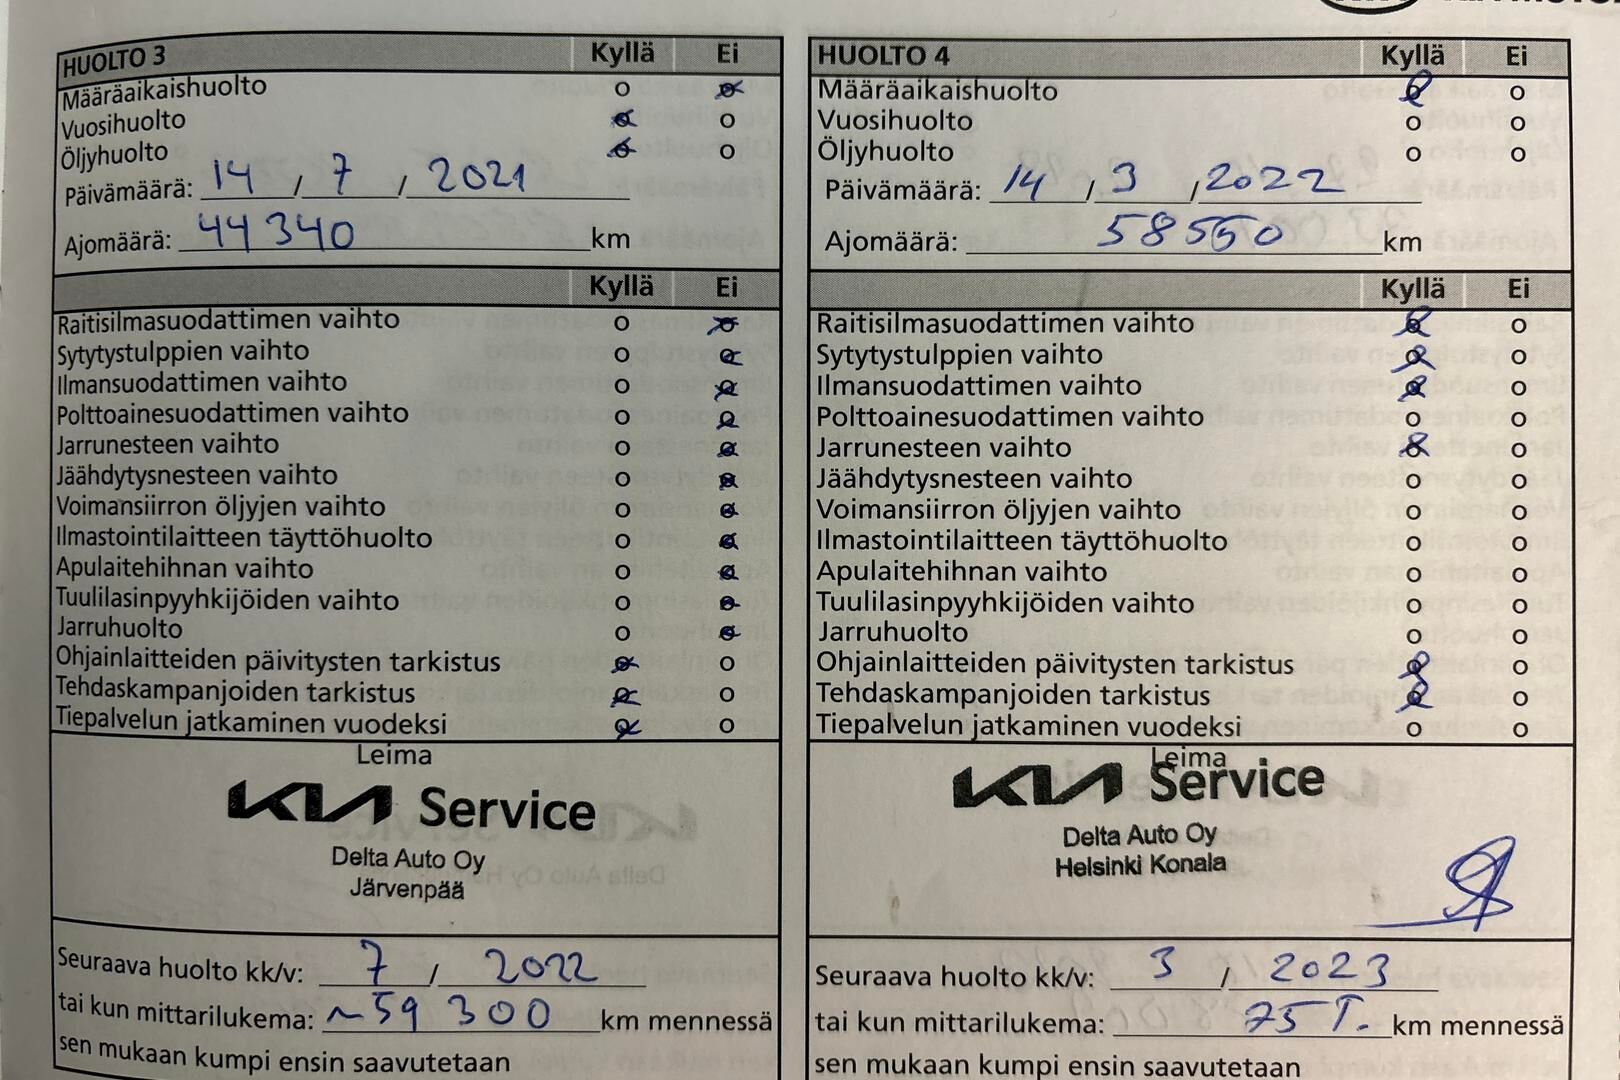 HUOLTO 3 Kyllä Ei
Määräaikaishuolto o o
Vuosihuolto o o
Öljyhuolto o o
Päivämäärä: 14 / 7 / 2021
Ajomäärä: 44 340 km
Kyllä Ei
Raitisilmasuodattimen vaihto o o
Sytytystulppien vaihto o o
Ilmansuodattimen vaihto o o
Polttoainesuodattimen vaihto o o
Jarrunesteen vaihto o o
Jäähdytysnesteen vaihto o o
Voimansiirron öljyjen vaihto o o
Ilmastointilaitteen täyttöhuolto o o
Apulaitehihnan vaihto o o
Tuulilasinpyyhkijöiden vaihto o o
Jarruhuolto o o
Ohjainlaitteiden päivitysten tarkistus o o
Tehdaskampanjoiden tarkistus o o
Tiepalvelun jatkaminen vuodeksi o o
Leima
KIA Service
Delta Auto Oy
Järvenpää
Seuraava huolto kk/v: 7 / 2022
tai kun mittarilukema: ~59 300 km mennessä
sen mukaan kumpi ensin saavutetaan
HUOLTO 4 Kyllä Ei
Määräaikaishuolto o o
Vuosihuolto o o
Öljyhuolto o o
Päivämäärä: 14 / 3 / 2022
Ajomäärä: 58550 km
Kyllä Ei
Raitisilmasuodattimen vaihto o o
Sytytystulppien vaihto o o
Ilmansuodattimen vaihto o o
Polttoainesuodattimen vaihto o o
Jarrunesteen vaihto o o
Jäähdytysnesteen vaihto o o
Voimansiirron öljyjen vaihto o o
Ilmastointilaitteen täyttöhuolto o o
Apulaitehihnan vaihto o o
Tuulilasinpyyhkijöiden vaihto o o
Jarruhuolto o o
Ohjainlaitteiden päivitysten tarkistus o o
Tehdaskampanjoiden tarkistus o o
Tiepalvelun jatkaminen vuodeksi o o
Leima
KIA Service
Delta Auto Oy
Helsinki Konala
Seuraava huolto kk/v: 3 / 2023
tai kun mittarilukema: 75 T. km mennessä
sen mukaan kumpi ensin saavutetaan